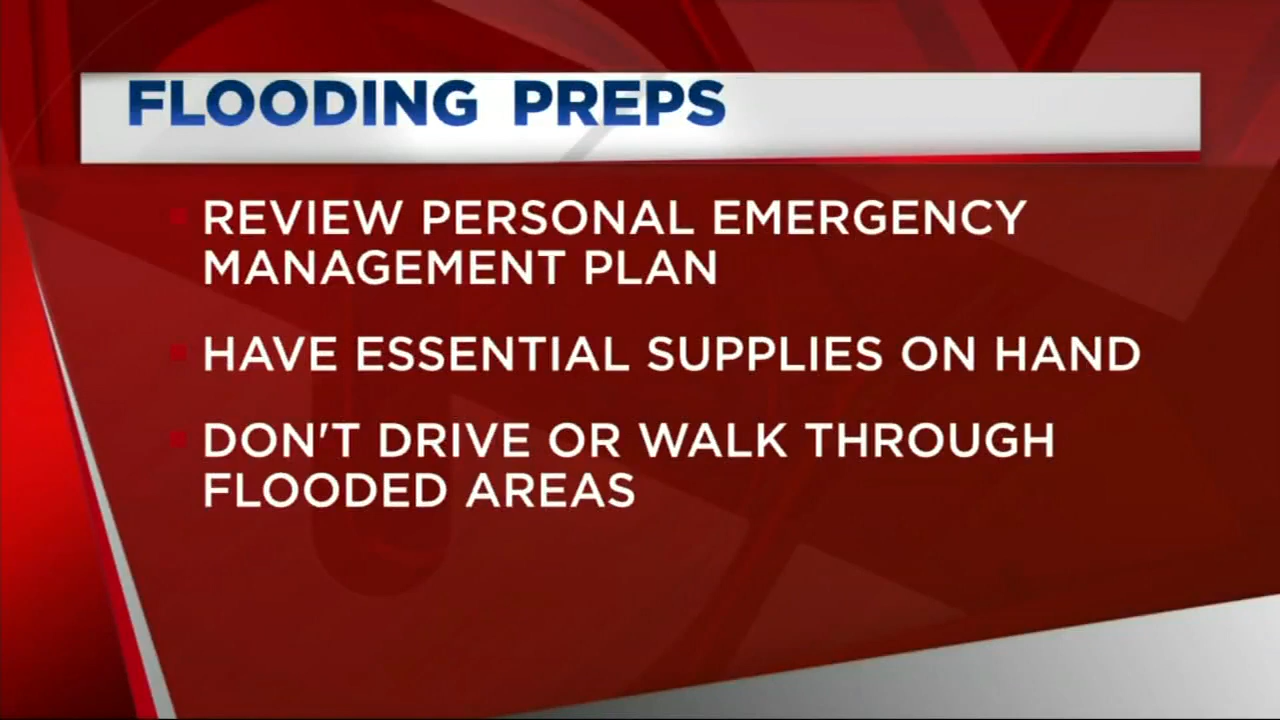 FLOODING PREPS
REVIEW PERSONAL EMERGENCY
MANAGEMENT PLAN
HAVE ESSENTIAL SUPPLIES ON HAND
DON'T DRIVE OR WALK THROUGH
FLOODED AREAS